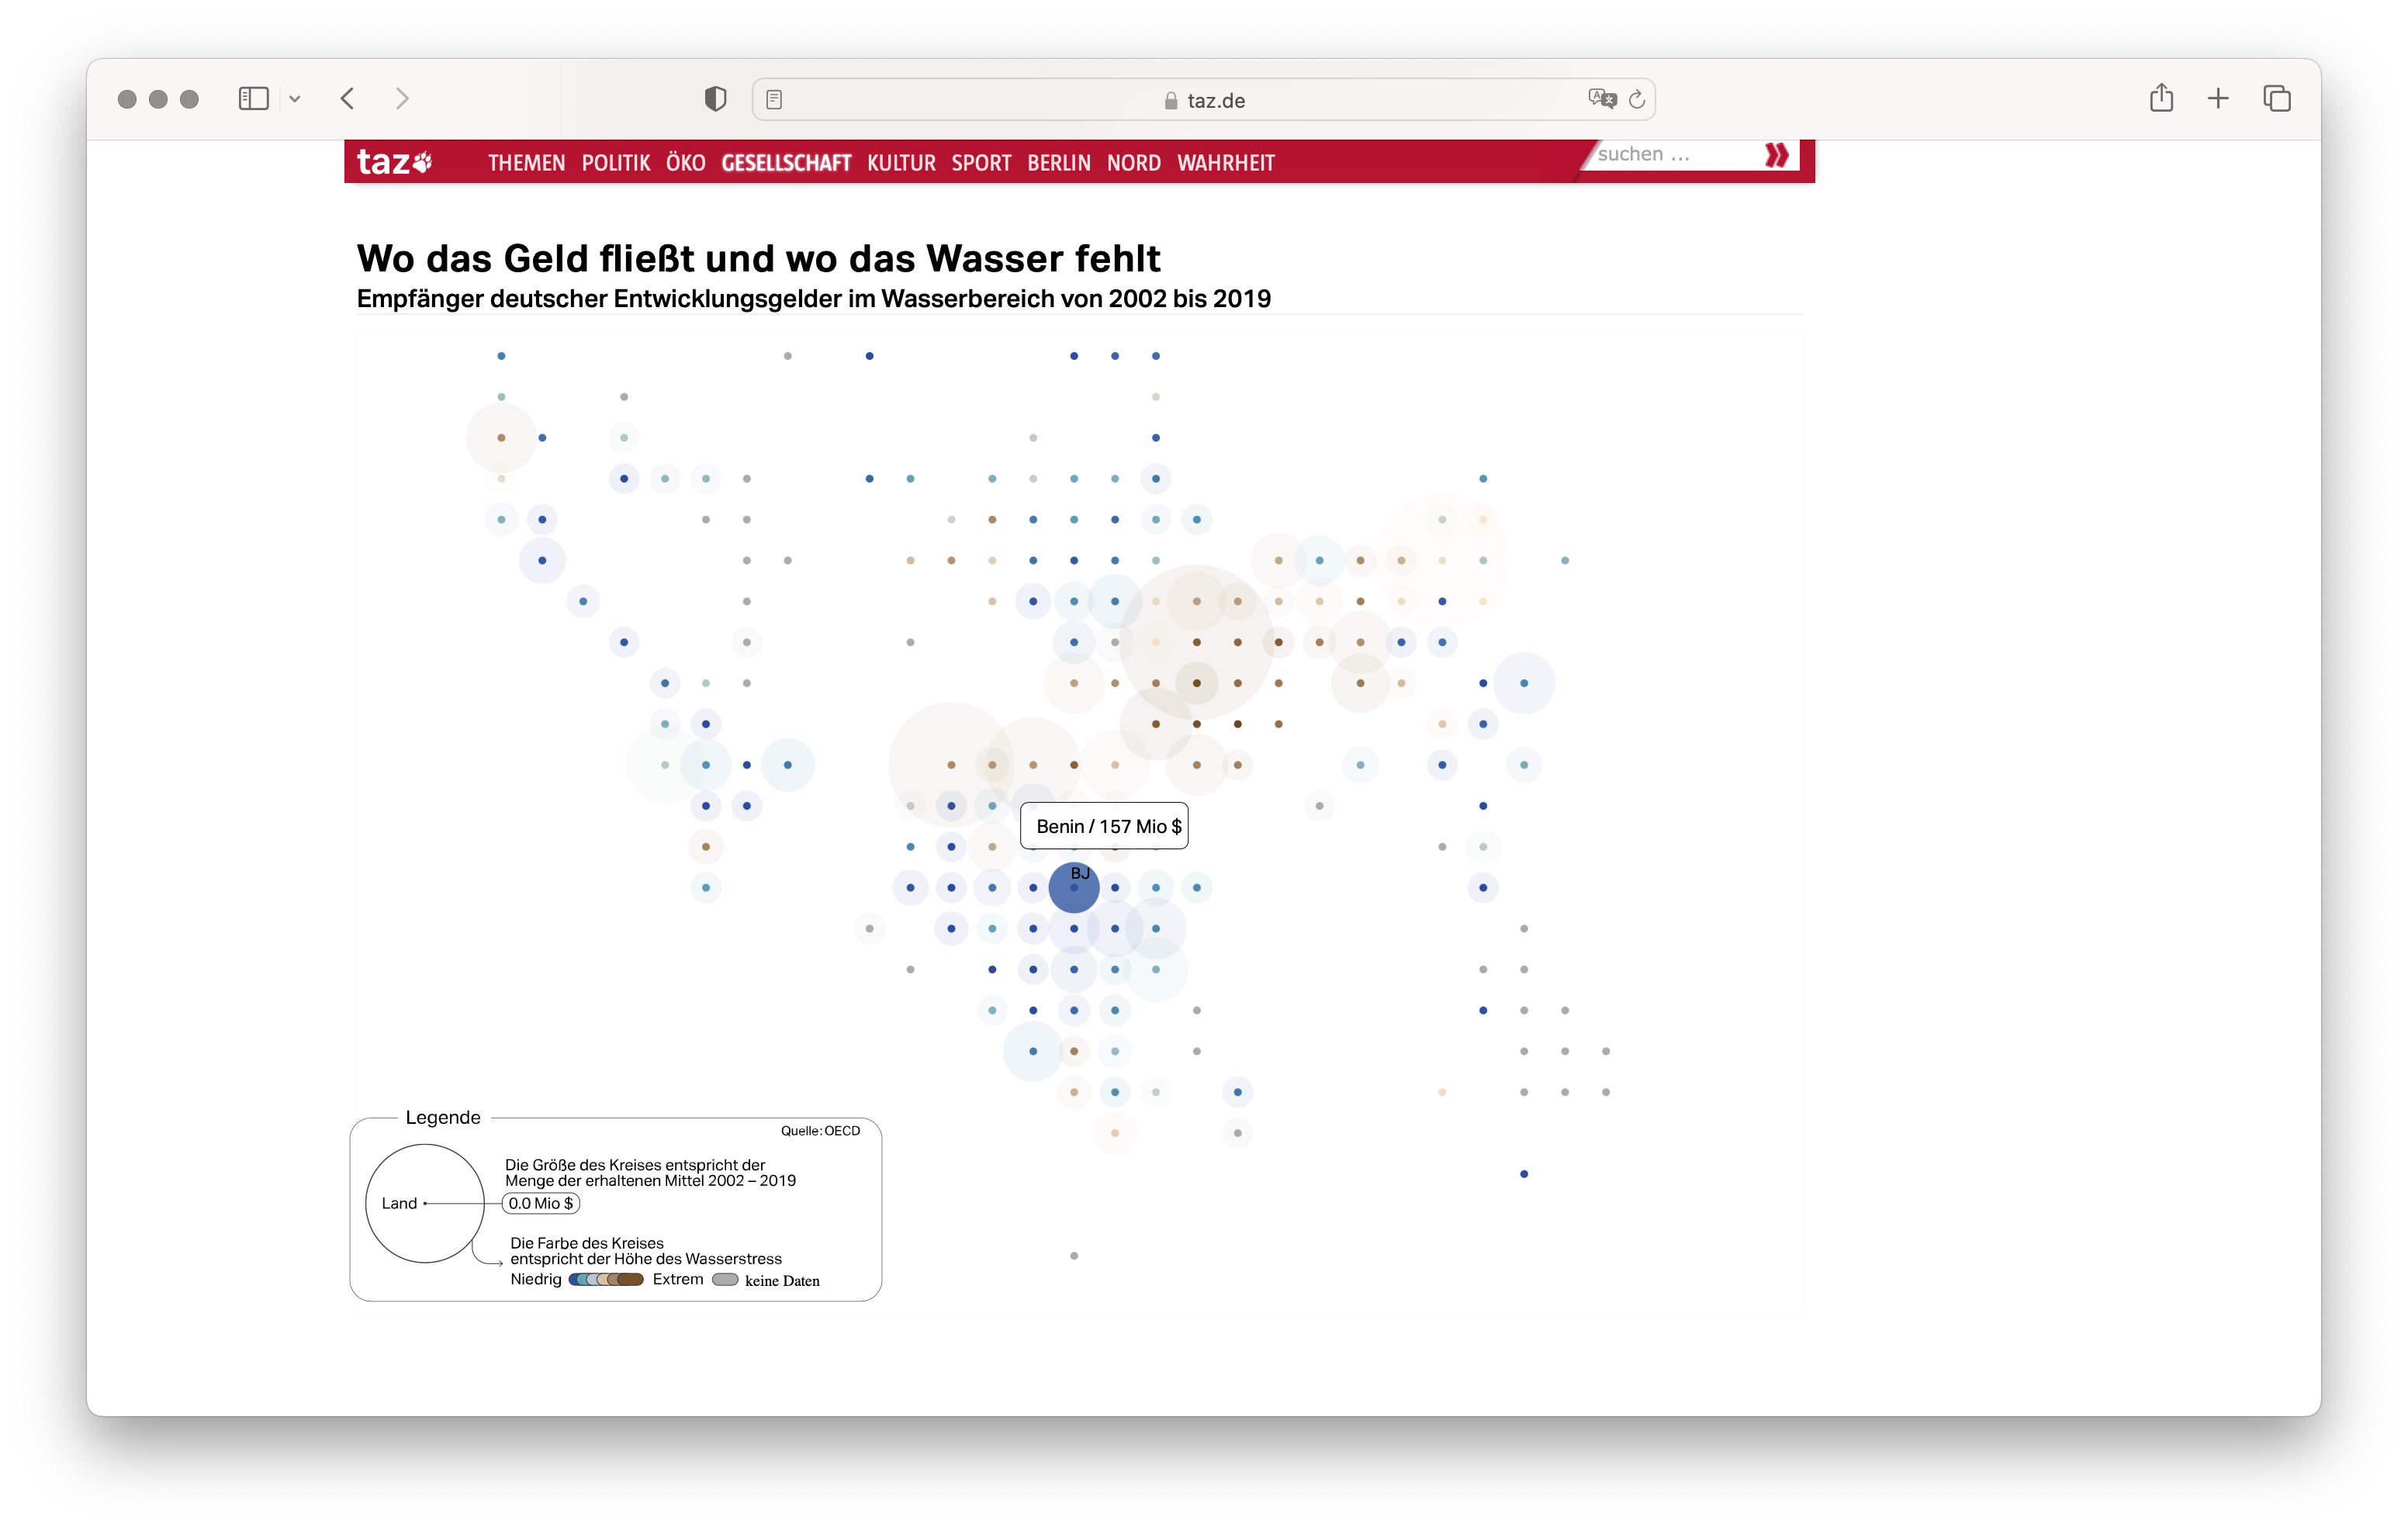 taz.de
taz
THEMEN POLITIK ÖKO GESELLSCHAFT KULTUR SPORT BERLIN NORD WAHRHEIT
suchen ...
Wo das Geld fließt und wo das Wasser fehlt
Empfänger deutscher Entwicklungsgelder im Wasserbereich von 2002 bis 2019
Benin / 157 Mio $
BJ
Legende
Quelle: OECD
Die Größe des Kreises entspricht der
Menge der erhaltenen Mittel 2002 – 2019
Land
0.0 Mio $
Die Farbe des Kreises
entspricht der Höhe des Wasserstress
Niedrig Extrem keine Daten